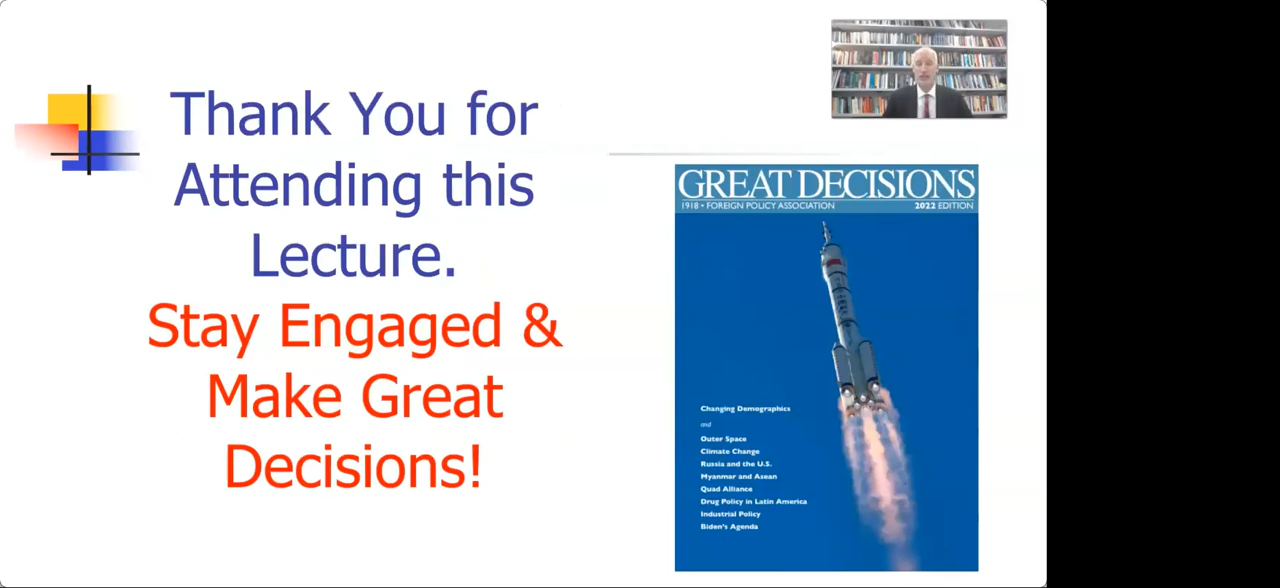 Thank You for
Attending this
Lecture.
Stay Engaged &
Make Great
Decisions!
GREAT DECISIONS
1918 • FOREIGN POLICY ASSOCIATION 2022 EDITION
Changing Demographics
and
Outer Space
Climate Change
Russia and the U.S.
Myanmar and Asean
Quad Alliance
Drug Policy in Latin America
Industrial Policy
Biden's Agenda